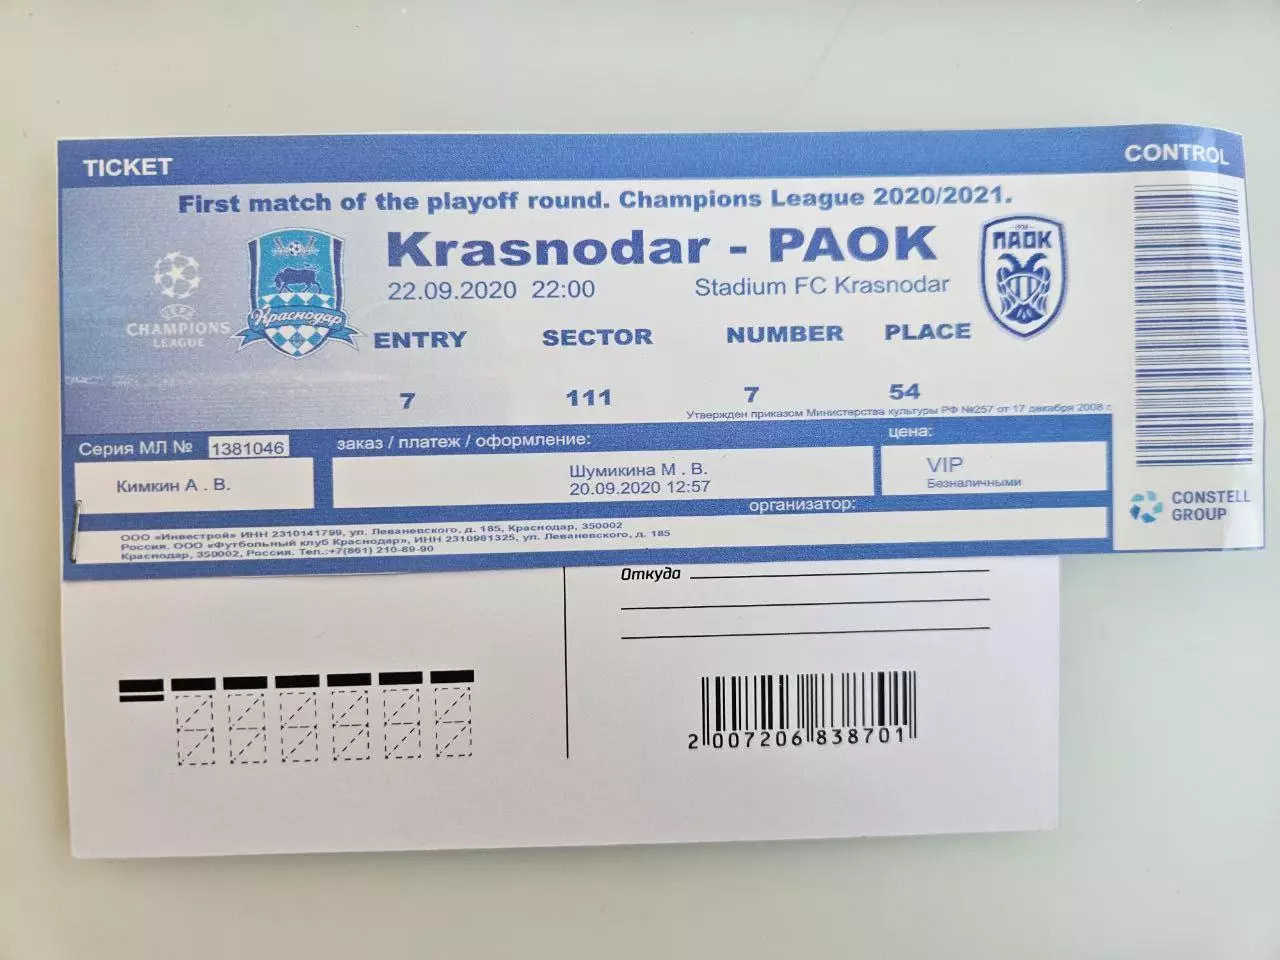 TICKET
CONTROL
First match of the playoff round. Champions League 2020/2021.
Krasnodar - PAOK
22.09.2020 22:00
Stadium FC Krasnodar
UEFA
CHAMPIONS
LEAGUE
Краснодар
1926
ПАОК
ENTRY SECTOR NUMBER PLACE
7 111 7 54
Утвержден приказом Министерства культуры РФ №257 от 17 декабря 2008 г.
Серия МЛ № 1381046
заказ / платеж / оформление:
цена:
Кимкин А . В.
Шумикина М . В.
20.09.2020 12:57
VIP
Безналичными
организатор:
ООО «Инвестрой» ИНН 2310141799, ул. Леваневского, д. 185, Краснодар, 350002
Россия. ООО «Футбольный клуб Краснодар», ИНН 2310981325, ул. Леваневского, д. 185
Краснодар, 350002, Россия. Тел.:+7(861) 210-89-90
CONSTELL
GROUP
Откуда
2 007206 838701